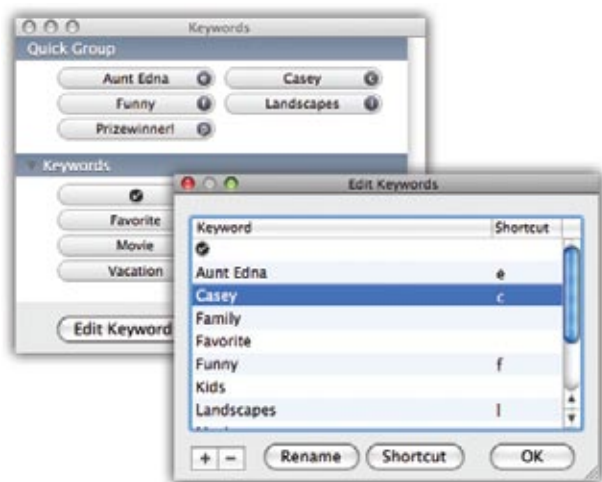 Keywords
Quick Group
Aunt Edna
Casey
Funny
Landscapes
Prizewinner!
Keywords
Favorite
Movie
Vacation
Edit Keyword
Edit Keywords
Keyword Shortcut
Aunt Edna e
Casey c
Family
Favorite
Funny f
Kids
Landscapes l
+ − Rename Shortcut OK